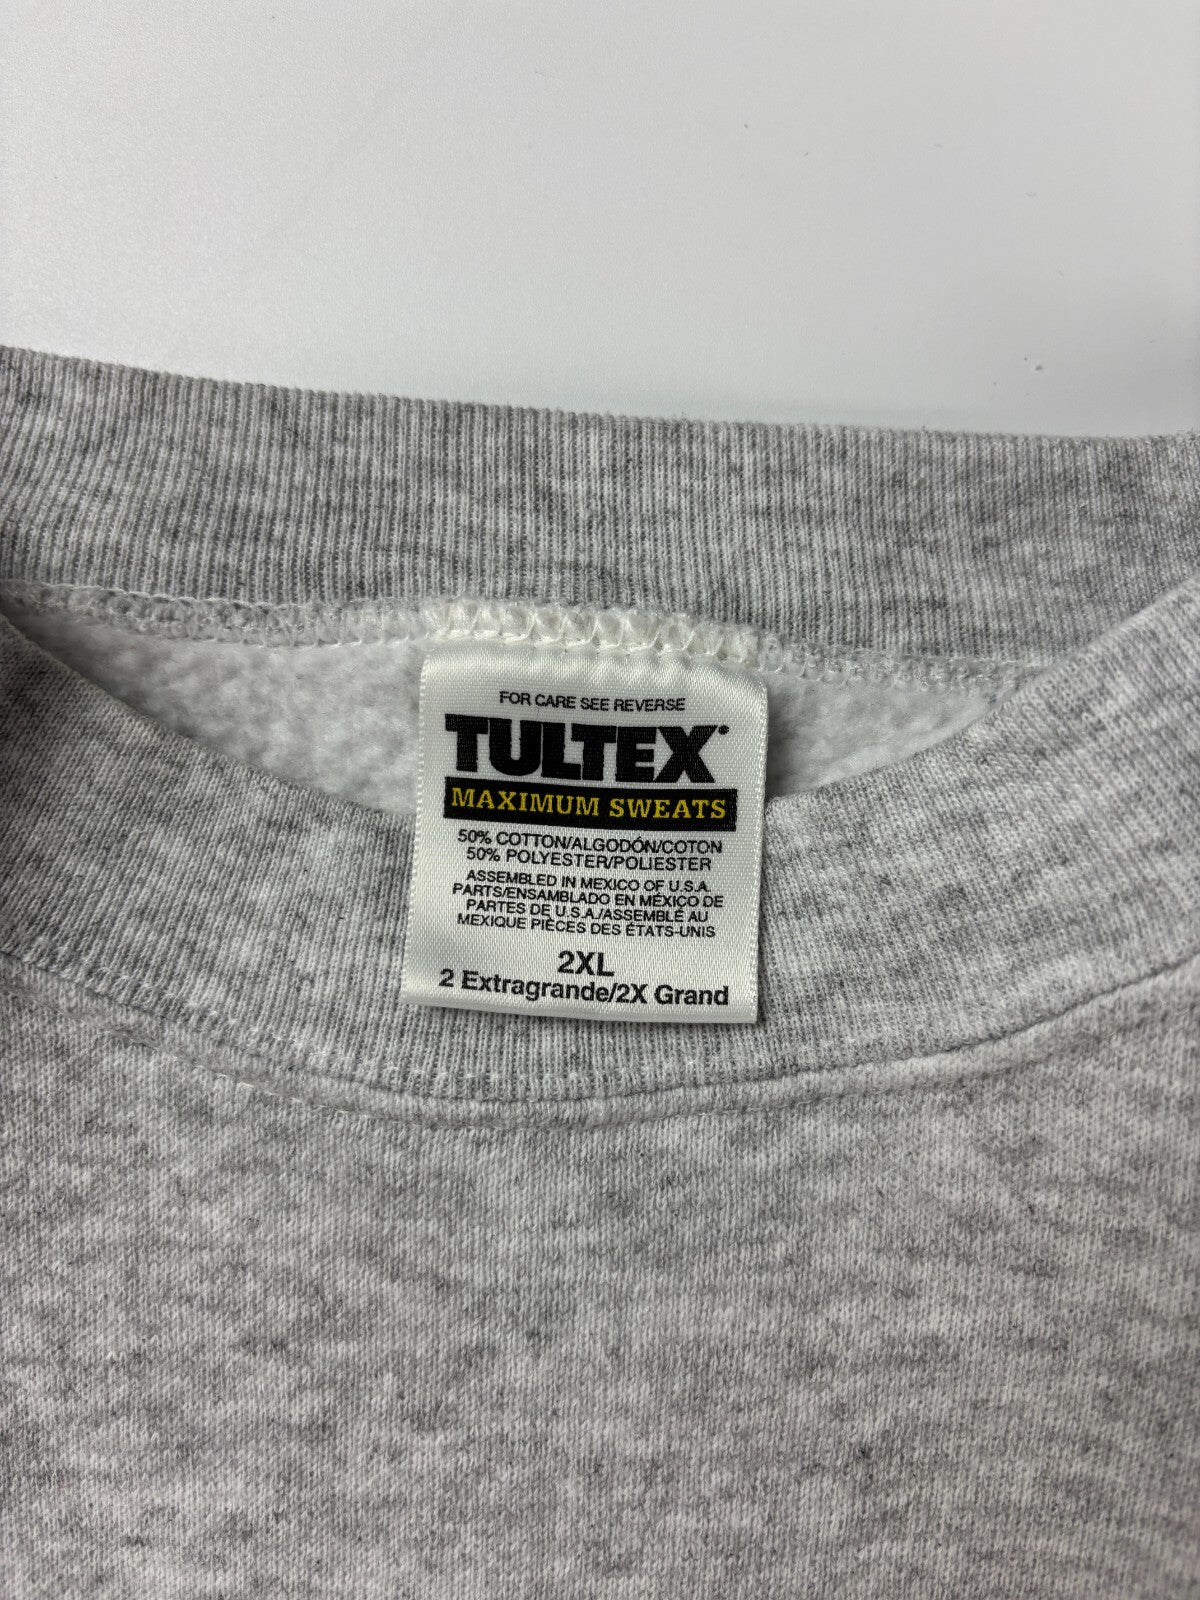 FOR CARE SEE REVERSE
TULTEX®
MAXIMUM SWEATS
50% COTTON/ALGODÓN/COTON
50% POLYESTER/POLIESTER
ASSEMBLED IN MEXICO OF U.S.A.
PARTS/ENSAMBLADO EN MÉXICO DE
PARTES DE U.S.A./ASSEMBLÉ AU
MEXIQUE PIÈCES DES ÉTATS-UNIS
2XL
2 Extragrande/2X Grand